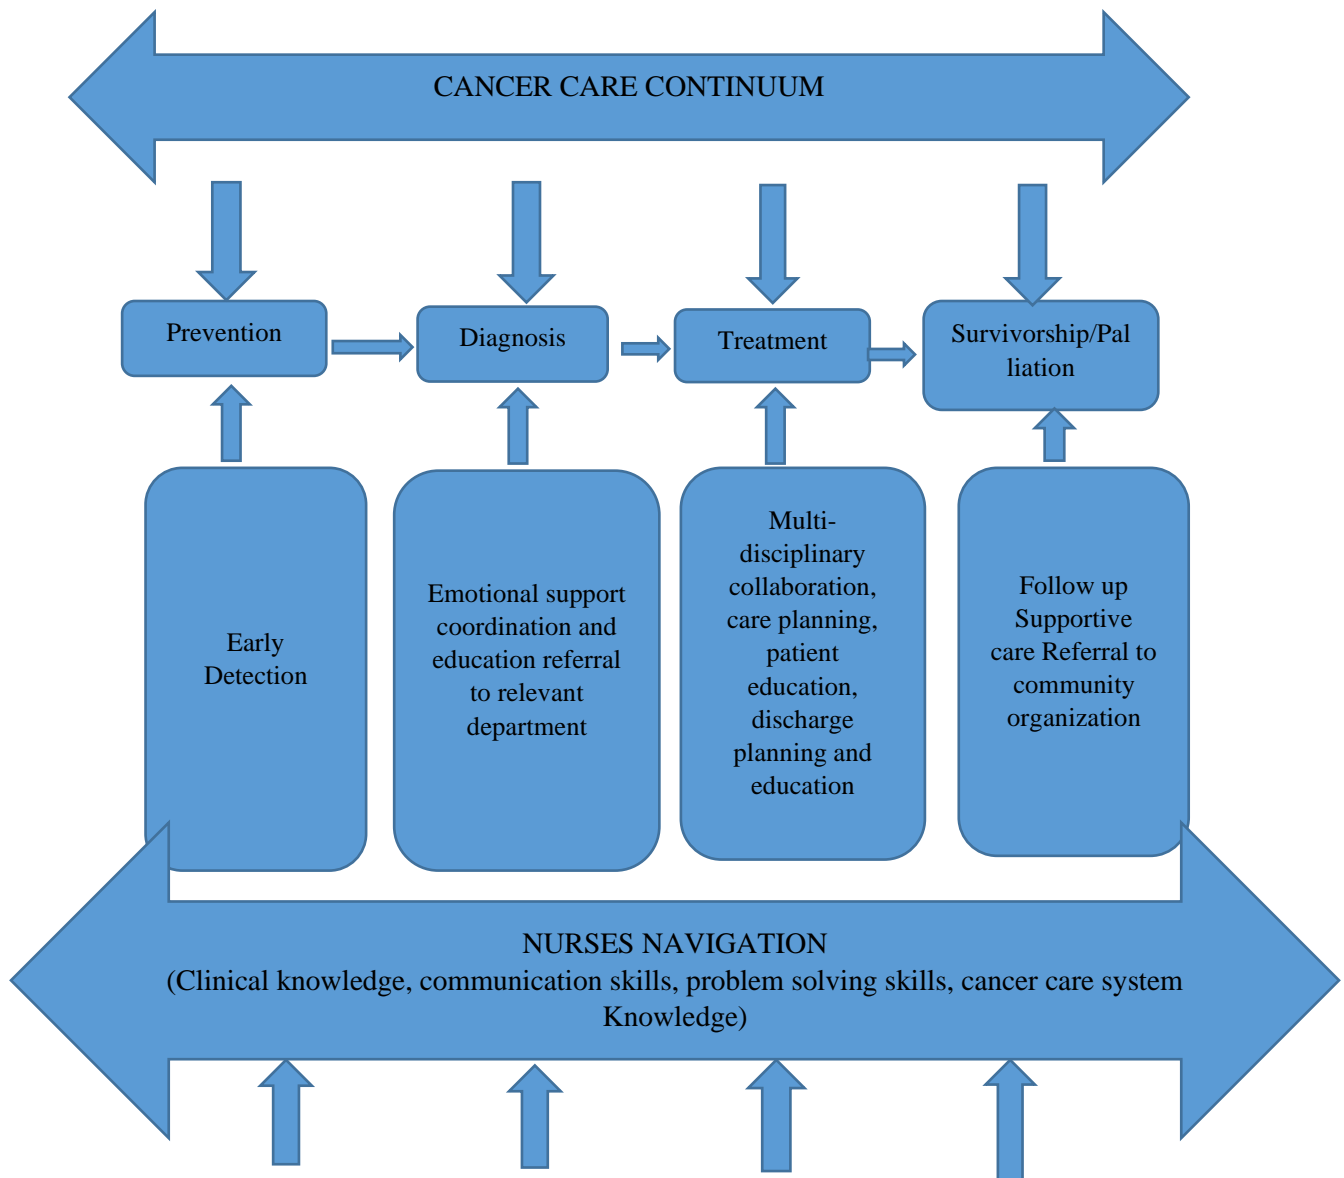 CANCER CARE CONTINUUM
Prevention
Diagnosis
Treatment
Survivorship/Pal
liation
Early
Detection
Emotional support
coordination and
education referral
to relevant
department
Multi-
disciplinary
collaboration,
care planning,
patient
education,
discharge
planning and
education
Follow up
Supportive
care Referral to
community
organization
NURSES NAVIGATION
(Clinical knowledge, communication skills, problem solving skills, cancer care system
Knowledge)